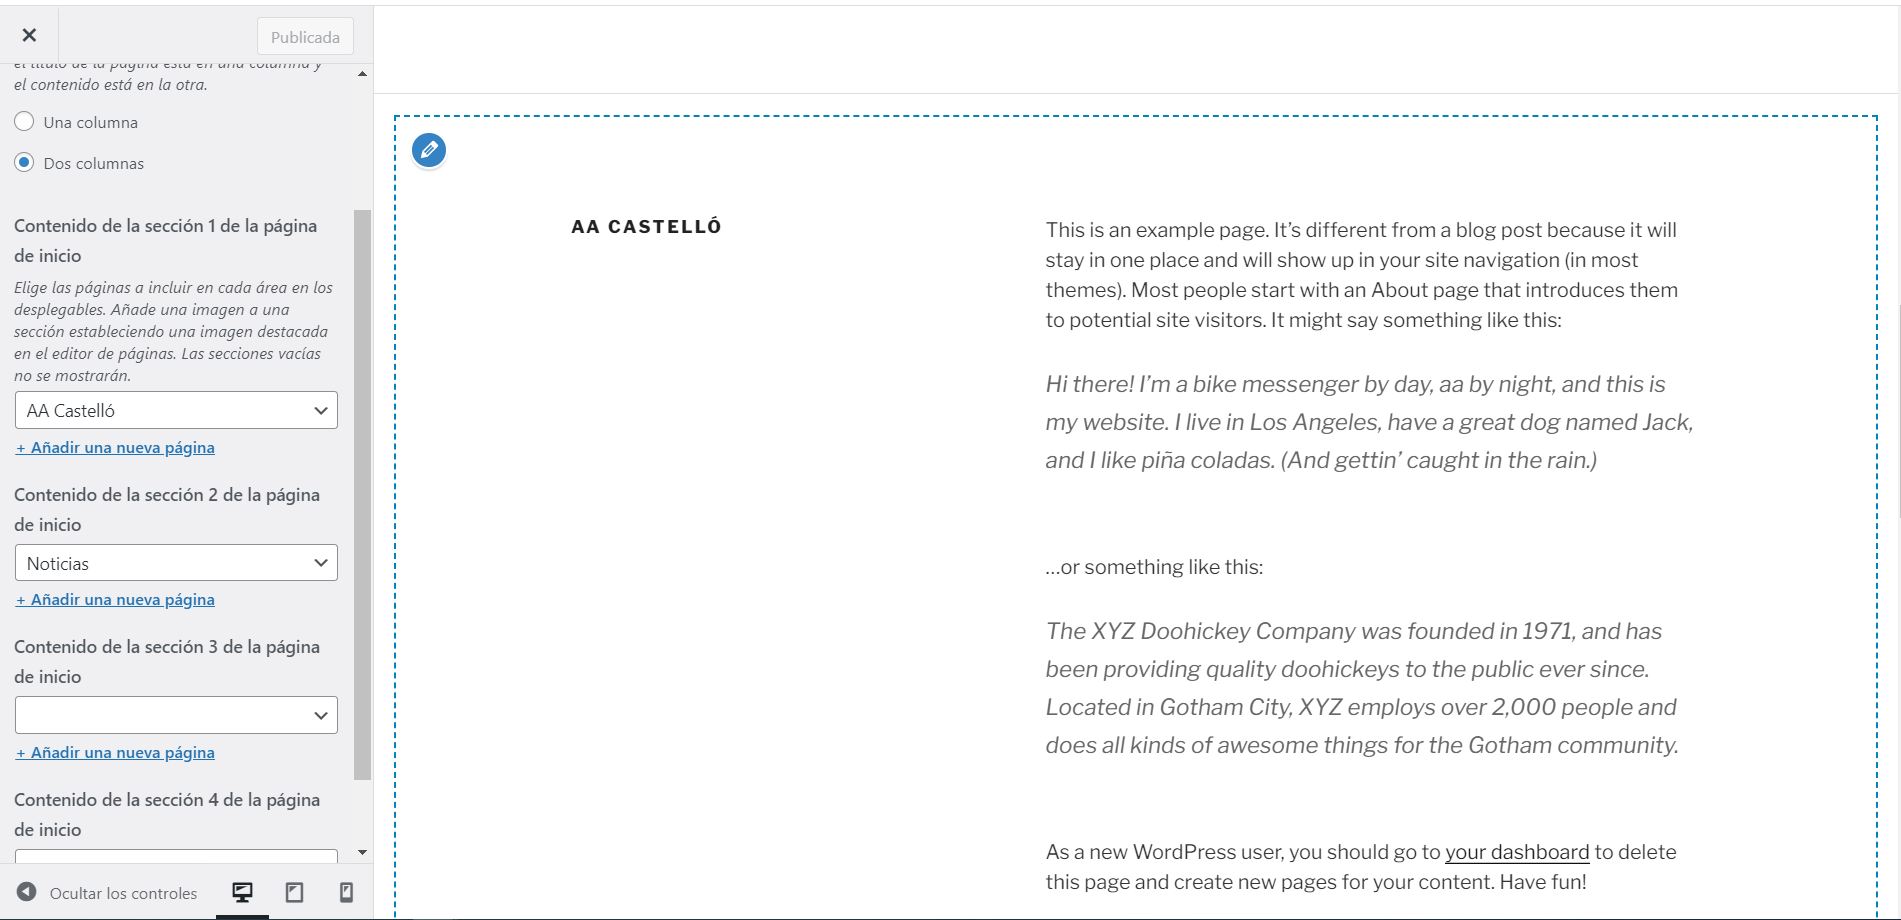 Publicada
el título de la página está en una columna y
el contenido está en la otra.
Una columna
Dos columnas
Contenido de la sección 1 de la página
de inicio
Elige las páginas a incluir en cada área en los
desplegables. Añade una imagen a una
sección estableciendo una imagen destacada
en el editor de páginas. Las secciones vacías
no se mostrarán.
AA Castelló
+ Añadir una nueva página
Contenido de la sección 2 de la página
de inicio
Noticias
+ Añadir una nueva página
Contenido de la sección 3 de la página
de inicio
+ Añadir una nueva página
Contenido de la sección 4 de la página
de inicio
Ocultar los controles
AA CASTELLÓ
This is an example page. It’s different from a blog post because it will
stay in one place and will show up in your site navigation (in most
themes). Most people start with an About page that introduces them
to potential site visitors. It might say something like this:
Hi there! I’m a bike messenger by day, aa by night, and this is
my website. I live in Los Angeles, have a great dog named Jack,
and I like piña coladas. (And gettin’ caught in the rain.)
…or something like this:
The XYZ Doohickey Company was founded in 1971, and has
been providing quality doohickeys to the public ever since.
Located in Gotham City, XYZ employs over 2,000 people and
does all kinds of awesome things for the Gotham community.
As a new WordPress user, you should go to your dashboard to delete
this page and create new pages for your content. Have fun!